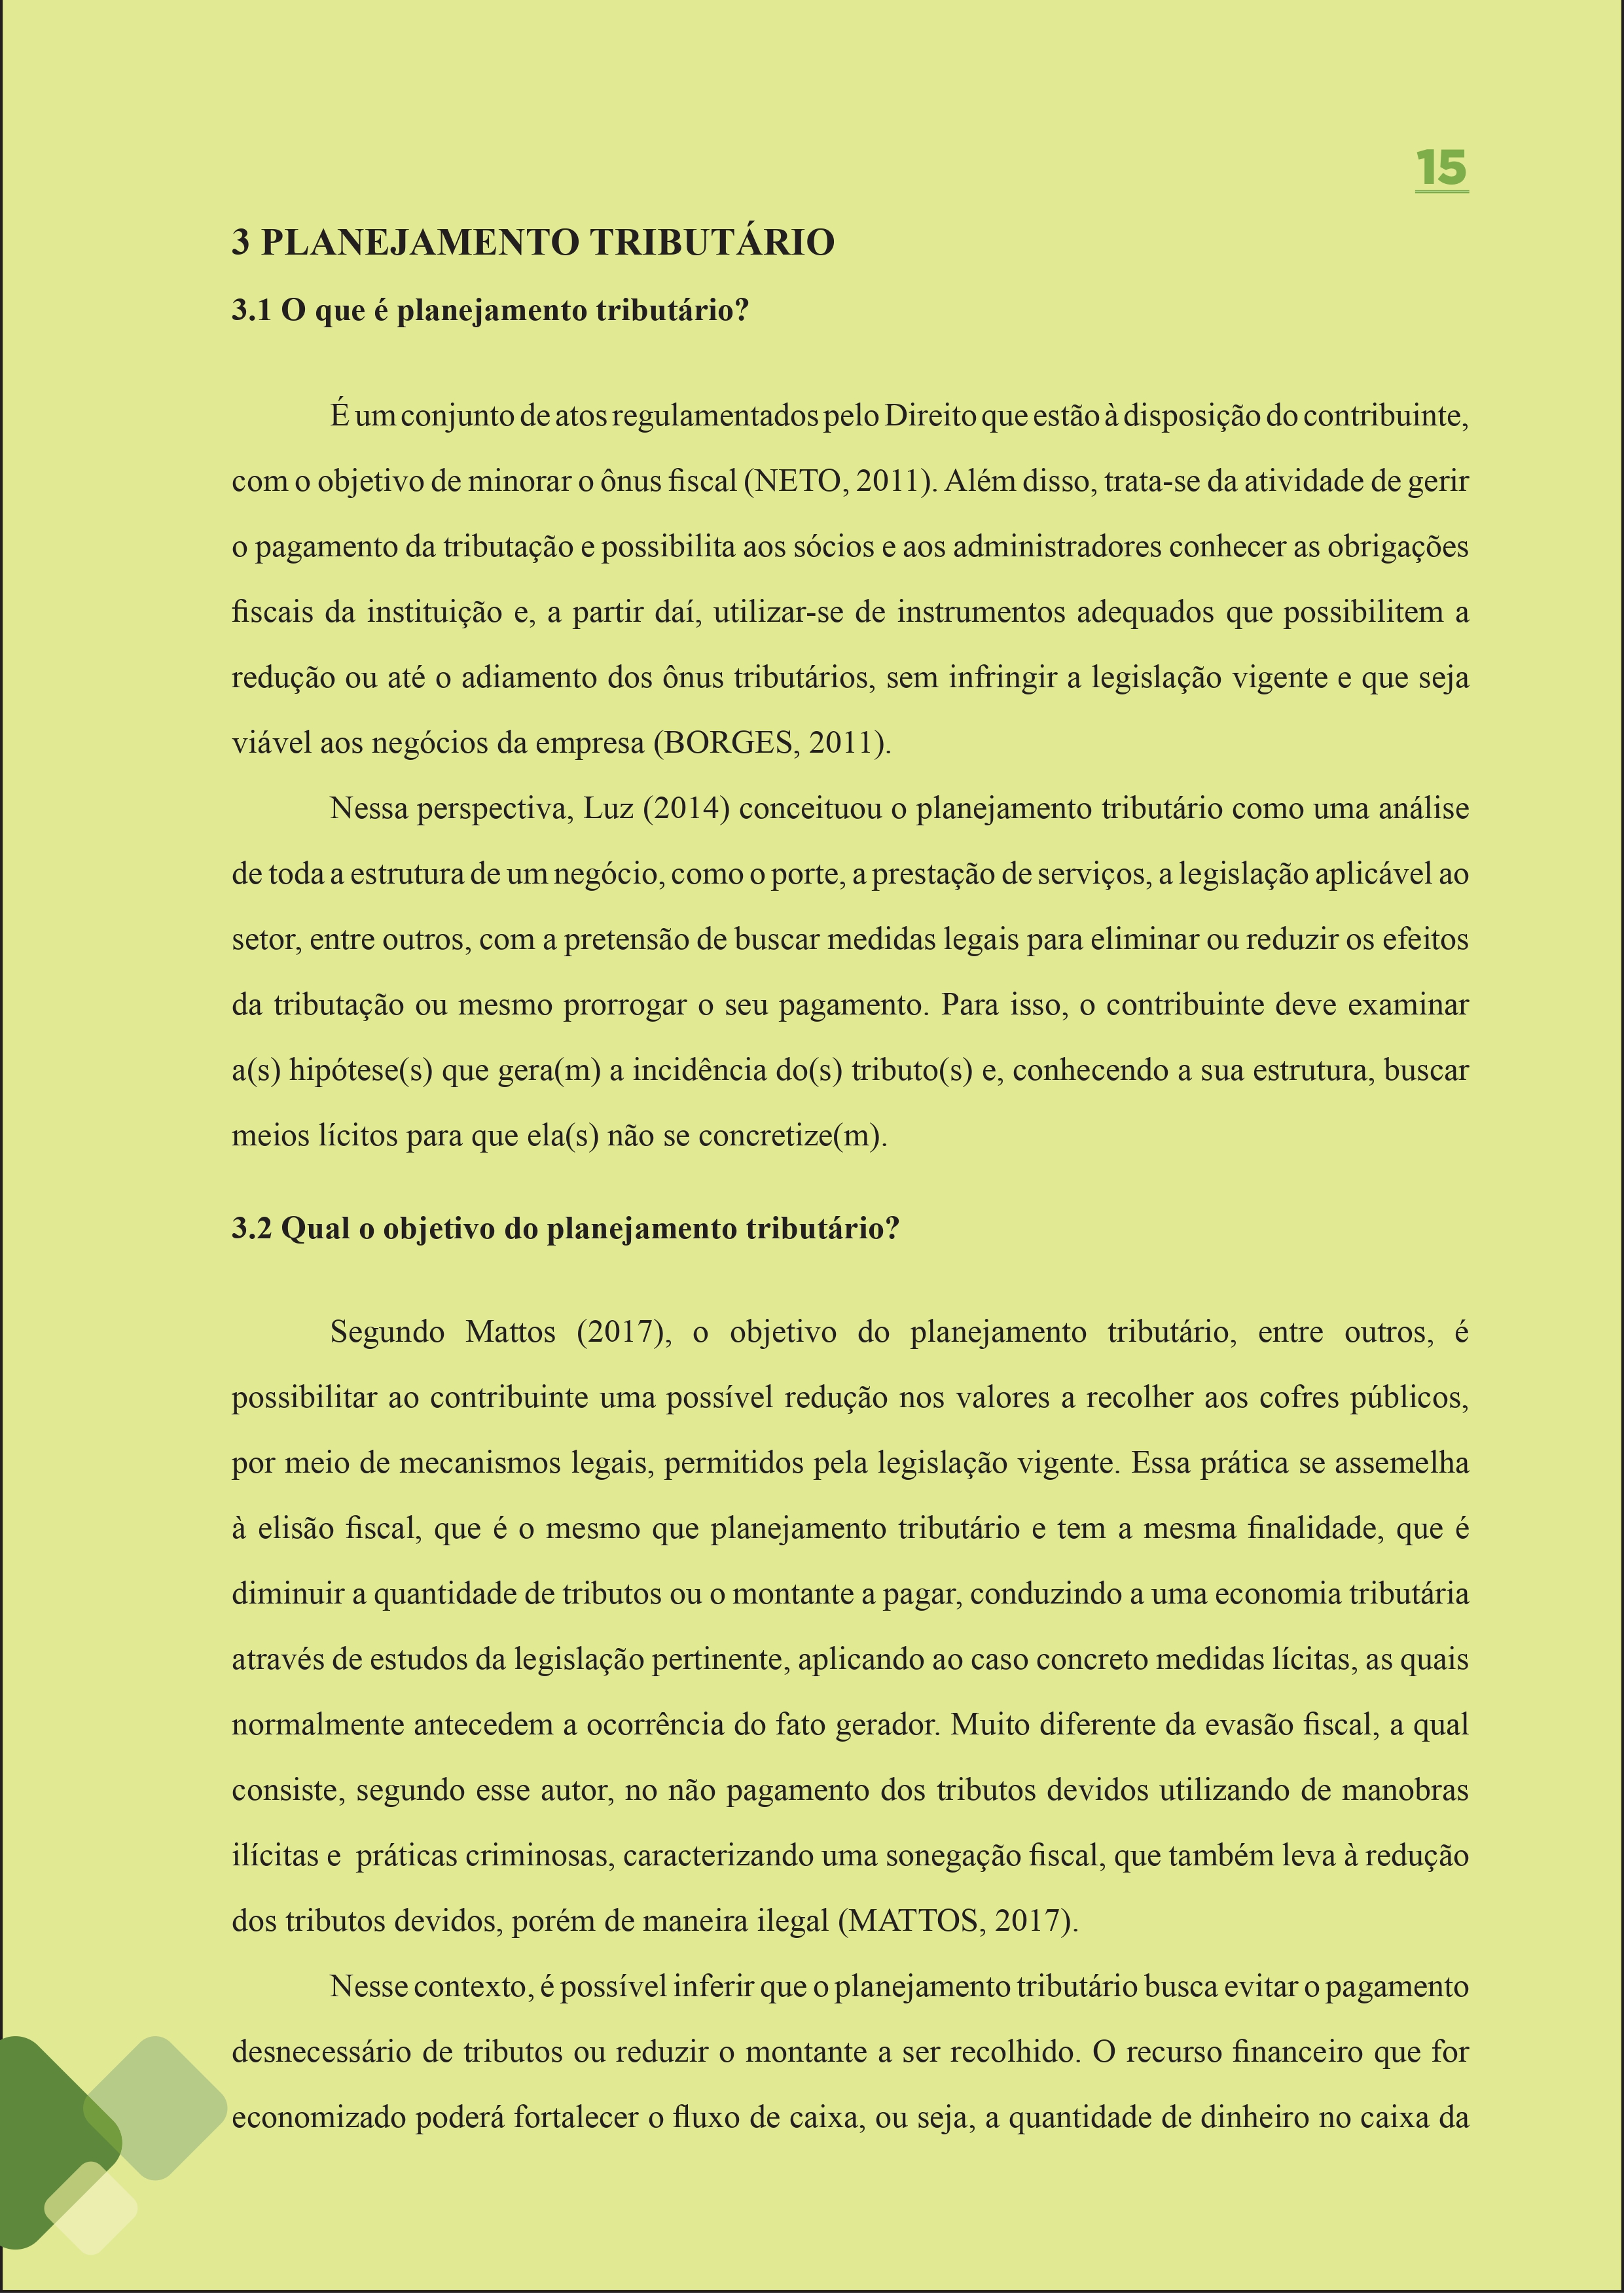 15
3 PLANEJAMENTO TRIBUTÁRIO
3.1 O que é planejamento tributário?
É um conjunto de atos regulamentados pelo Direito que estão à disposição do contribuinte,
com o objetivo de minorar o ônus fiscal (NETO, 2011). Além disso, trata-se da atividade de gerir
o pagamento da tributação e possibilita aos sócios e aos administradores conhecer as obrigações
fiscais da instituição e, a partir daí, utilizar-se de instrumentos adequados que possibilitem a
redução ou até o adiamento dos ônus tributários, sem infringir a legislação vigente e que seja
viável aos negócios da empresa (BORGES, 2011).
Nessa perspectiva, Luz (2014) conceituou o planejamento tributário como uma análise
de toda a estrutura de um negócio, como o porte, a prestação de serviços, a legislação aplicável ao
setor, entre outros, com a pretensão de buscar medidas legais para eliminar ou reduzir os efeitos
da tributação ou mesmo prorrogar o seu pagamento. Para isso, o contribuinte deve examinar
a(s) hipótese(s) que gera(m) a incidência do(s) tributo(s) e, conhecendo a sua estrutura, buscar
meios lícitos para que ela(s) não se concretize(m).
3.2 Qual o objetivo do planejamento tributário?
Segundo Mattos (2017), o objetivo do planejamento tributário, entre outros, é
possibilitar ao contribuinte uma possível redução nos valores a recolher aos cofres públicos,
por meio de mecanismos legais, permitidos pela legislação vigente. Essa prática se assemelha
à elisão fiscal, que é o mesmo que planejamento tributário e tem a mesma finalidade, que é
diminuir a quantidade de tributos ou o montante a pagar, conduzindo a uma economia tributária
através de estudos da legislação pertinente, aplicando ao caso concreto medidas lícitas, as quais
normalmente antecedem a ocorrência do fato gerador. Muito diferente da evasão fiscal, a qual
consiste, segundo esse autor, no não pagamento dos tributos devidos utilizando de manobras
ilícitas e  práticas criminosas, caracterizando uma sonegação fiscal, que também leva à redução
dos tributos devidos, porém de maneira ilegal (MATTOS, 2017).
Nesse contexto, é possível inferir que o planejamento tributário busca evitar o pagamento
desnecessário de tributos ou reduzir o montante a ser recolhido. O recurso financeiro que for
economizado poderá fortalecer o fluxo de caixa, ou seja, a quantidade de dinheiro no caixa da